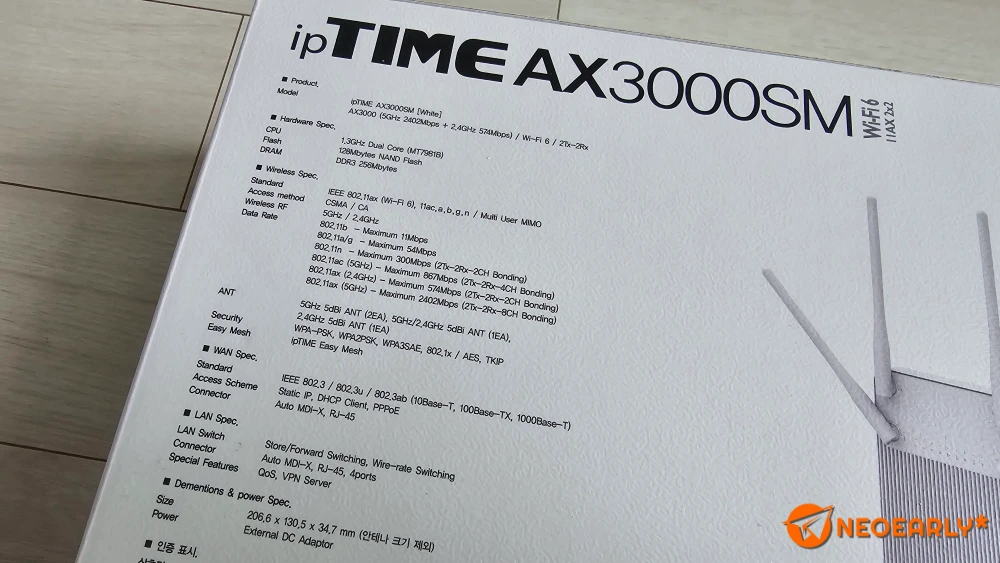 ipTIME AX3000SM Wi-Fi 6 11AX 2x2
■ Product.
Model ipTIME AX3000SM [White]
AX3000 (5GHz 2402Mbps + 2.4GHz 574Mbps) / Wi-Fi 6 / 2Tx-2Rx
■ Hardware Spec.
CPU 1.3GHz Dual Core (MT7981B)
Flash 128Mbytes NAND Flash
DRAM DDR3 256Mbytes
■ Wireless Spec.
Standard IEEE 802.11ax (Wi-Fi 6), 11ac,a,b,g,n / Multi User MIMO
Access method CSMA / CA
Wireless RF 5GHz / 2.4GHz
Data Rate 802.11b - Maximum 11Mbps
802.11a/g - Maximum 54Mbps
802.11n - Maximum 300Mbps (2Tx-2Rx-2CH Bonding)
802.11ac (5GHz) - Maximum 867Mbps (2Tx-2Rx-4CH Bonding)
802.11ax (2.4GHz) - Maximum 574Mbps (2Tx-2Rx-2CH Bonding)
802.11ax (5GHz) - Maximum 2402Mbps (2Tx-2Rx-8CH Bonding)
ANT 5GHz 5dBi ANT (2EA), 5GHz/2.4GHz 5dBi ANT (1EA),
2.4GHz 5dBi ANT (1EA)
Security WPA-PSK, WPA2PSK, WPA3SAE, 802.1x / AES, TKIP
Easy Mesh ipTIME Easy Mesh
■ WAN Spec.
Standard IEEE 802.3 / 802.3u / 802.3ab (10Base-T, 100Base-TX, 1000Base-T)
Access Scheme Static IP, DHCP Client, PPPoE
Connector Auto MDI-X, RJ-45
■ LAN Spec.
LAN Switch Store/Forward Switching, Wire-rate Switching
Connector Auto MDI-X, RJ-45, 4ports
Special Features QoS, VPN Server
■ Dementions & power Spec.
Size 206.6 x 130.5 x 34.7 mm (안테나 크기 제외)
Power External DC Adaptor
■ 인증 표시.
NEOEARLY*